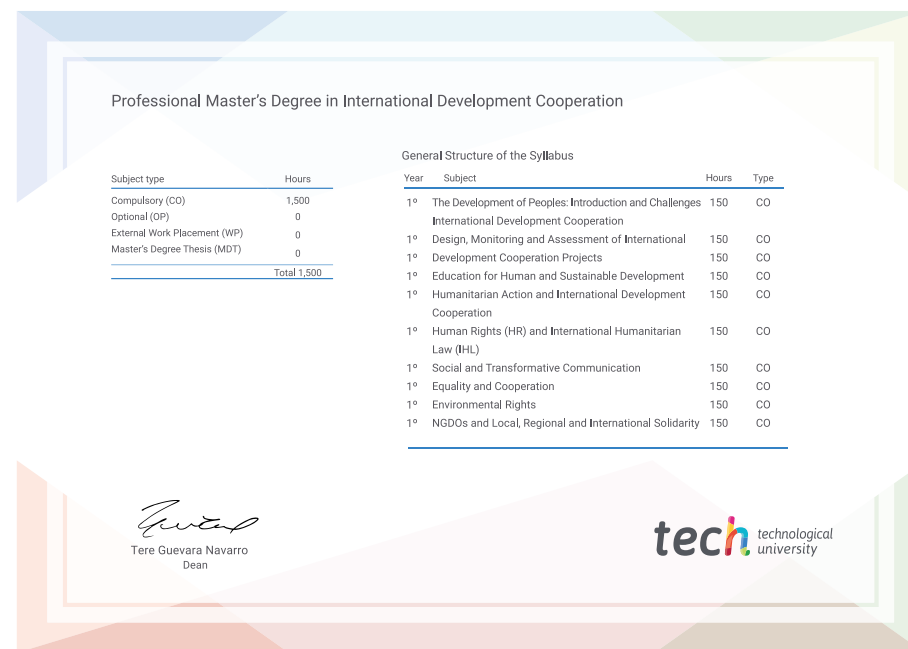 Professional Master's Degree in International Development Cooperation
Subject type Hours
Compulsory (CO) 1,500
Optional (OP) 0
External Work Placement (WP) 0
Master's Degree Thesis (MDT) 0
Total 1,500
General Structure of the Syllabus
Year Subject Hours Type
1º The Development of Peoples: Introduction and Challenges 150 CO
International Development Cooperation
1º Design, Monitoring and Assessment of International 150 CO
1º Development Cooperation Projects 150 CO
1º Education for Human and Sustainable Development 150 CO
1º Humanitarian Action and International Development 150 CO
Cooperation
1º Human Rights (HR) and International Humanitarian 150 CO
Law (IHL)
1º Social and Transformative Communication 150 CO
1º Equality and Cooperation 150 CO
1º Environmental Rights 150 CO
1º NGDOs and Local, Regional and International Solidarity 150 CO
Tere Guevara Navarro
Dean
tech technological
university